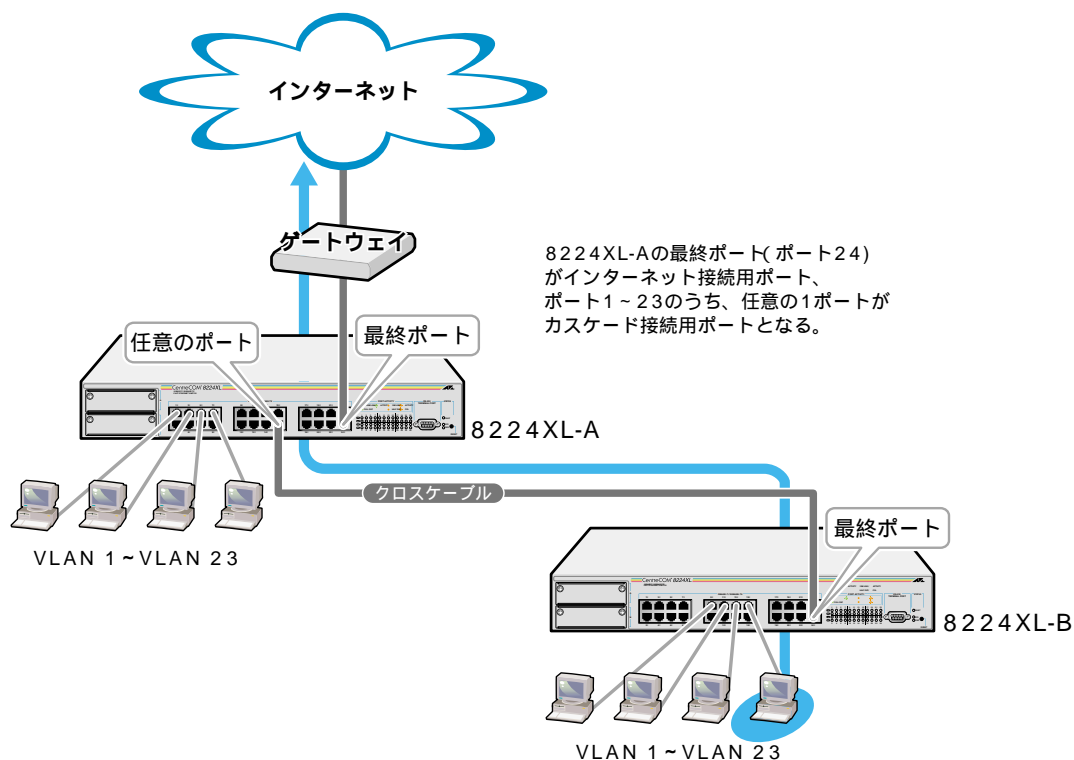 インターネット
ゲートウェイ
8224XL-Aの最終ポート(ポート24)
がインターネット接続用ポート、
ポート1~23のうち、任意の1ポートが
カスケード接続用ポートとなる。
任意のポート
最終ポート
CentreCOM 8224XL
8224XL-A
クロスケーブル
VLAN 1~VLAN 23
最終ポート
CentreCOM 8224XL
8224XL-B
VLAN 1~VLAN 23